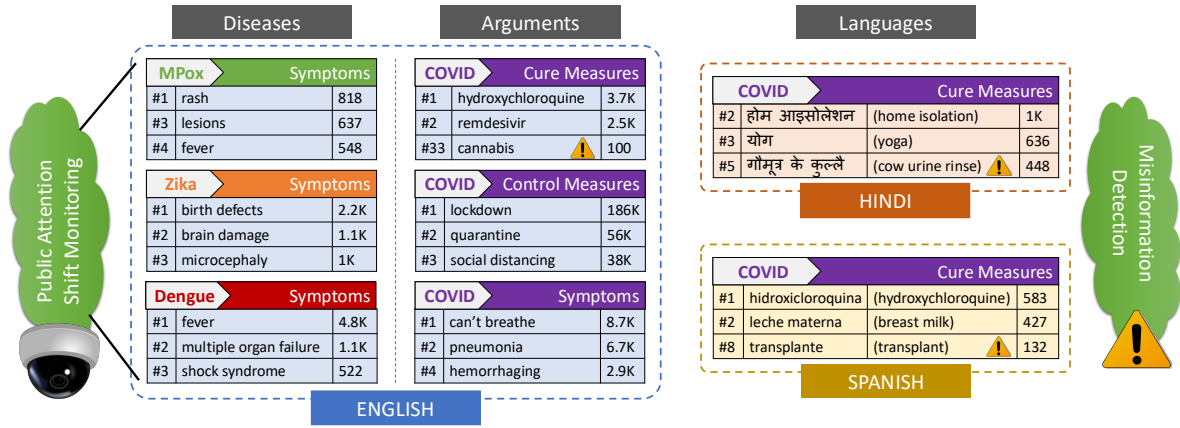 Diseases
Arguments
Languages
Public Attention
Shift Monitoring
MPox Symptoms
#1 rash 818
#3 lesions 637
#4 fever 548
Zika Symptoms
#1 birth defects 2.2K
#2 brain damage 1.1K
#3 microcephaly 1K
Dengue Symptoms
#1 fever 4.8K
#2 multiple organ failure 1.1K
#3 shock syndrome 522
COVID Cure Measures
#1 hydroxychloroquine 3.7K
#2 remdesivir 2.5K
#33 cannabis 100
COVID Control Measures
#1 lockdown 186K
#2 quarantine 56K
#3 social distancing 38K
COVID Symptoms
#1 can't breathe 8.7K
#2 pneumonia 6.7K
#4 hemorrhaging 2.9K
ENGLISH
COVID Cure Measures
#2 होम आइसोलेशन (home isolation) 1K
#3 योग (yoga) 636
#5 गौमूत्र के कुल्लै (cow urine rinse) 448
HINDI
COVID Cure Measures
#1 hidroxicloroquina (hydroxychloroquine) 583
#2 leche materna (breast milk) 427
#8 transplante (transplant) 132
SPANISH
Misinformation
Detection